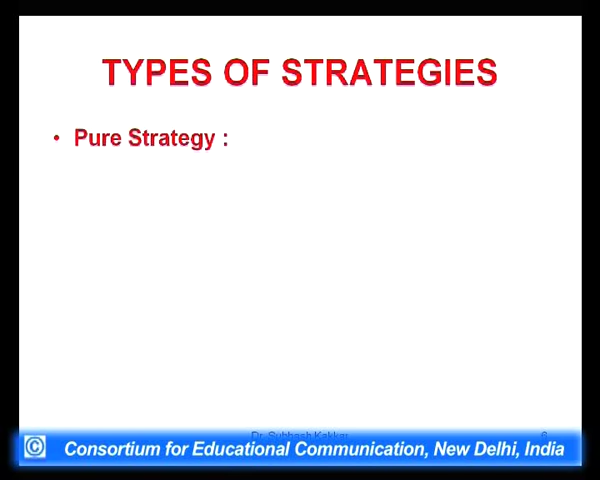 TYPES OF STRATEGIES
• Pure Strategy :
© Consortium for Educational Communication, New Delhi, India